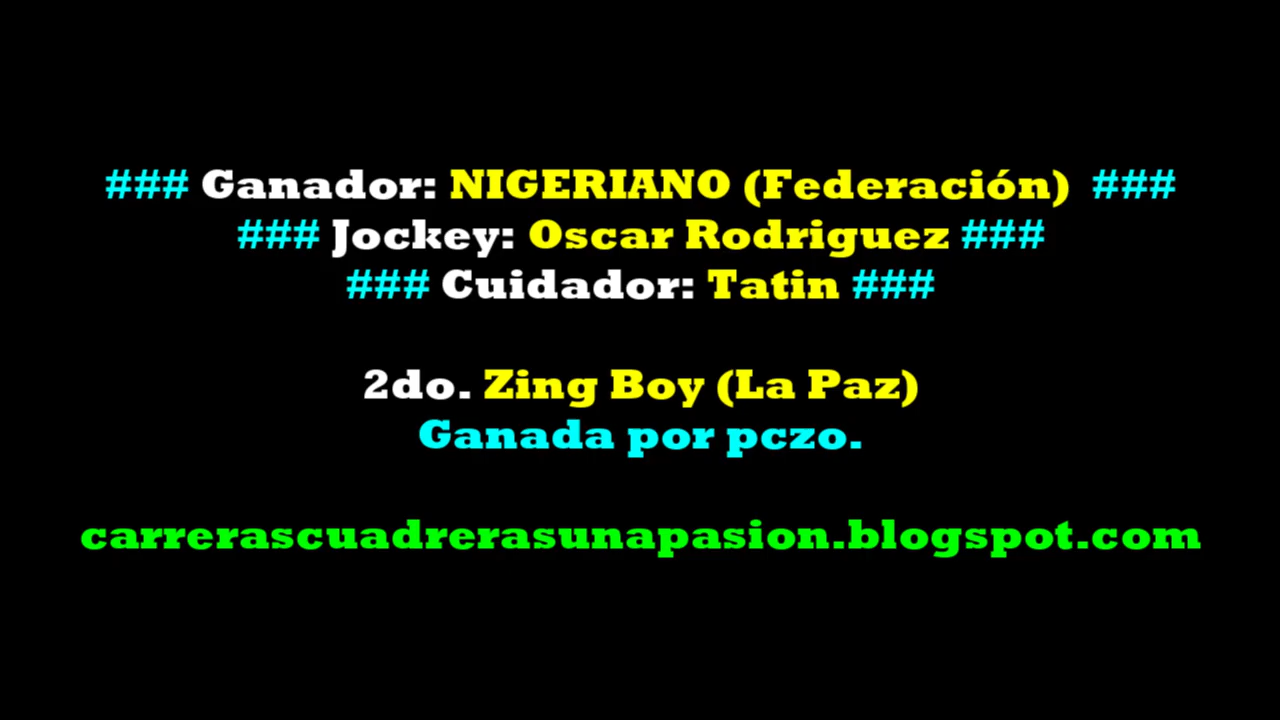 ### Ganador: NIGERIANO (Federación) ###
### Jockey: Oscar Rodriguez ###
### Cuidador: Tatin ###
2do. Zing Boy (La Paz)
Ganada por pczo.
carrerascuadrerasunapasion.blogspot.com